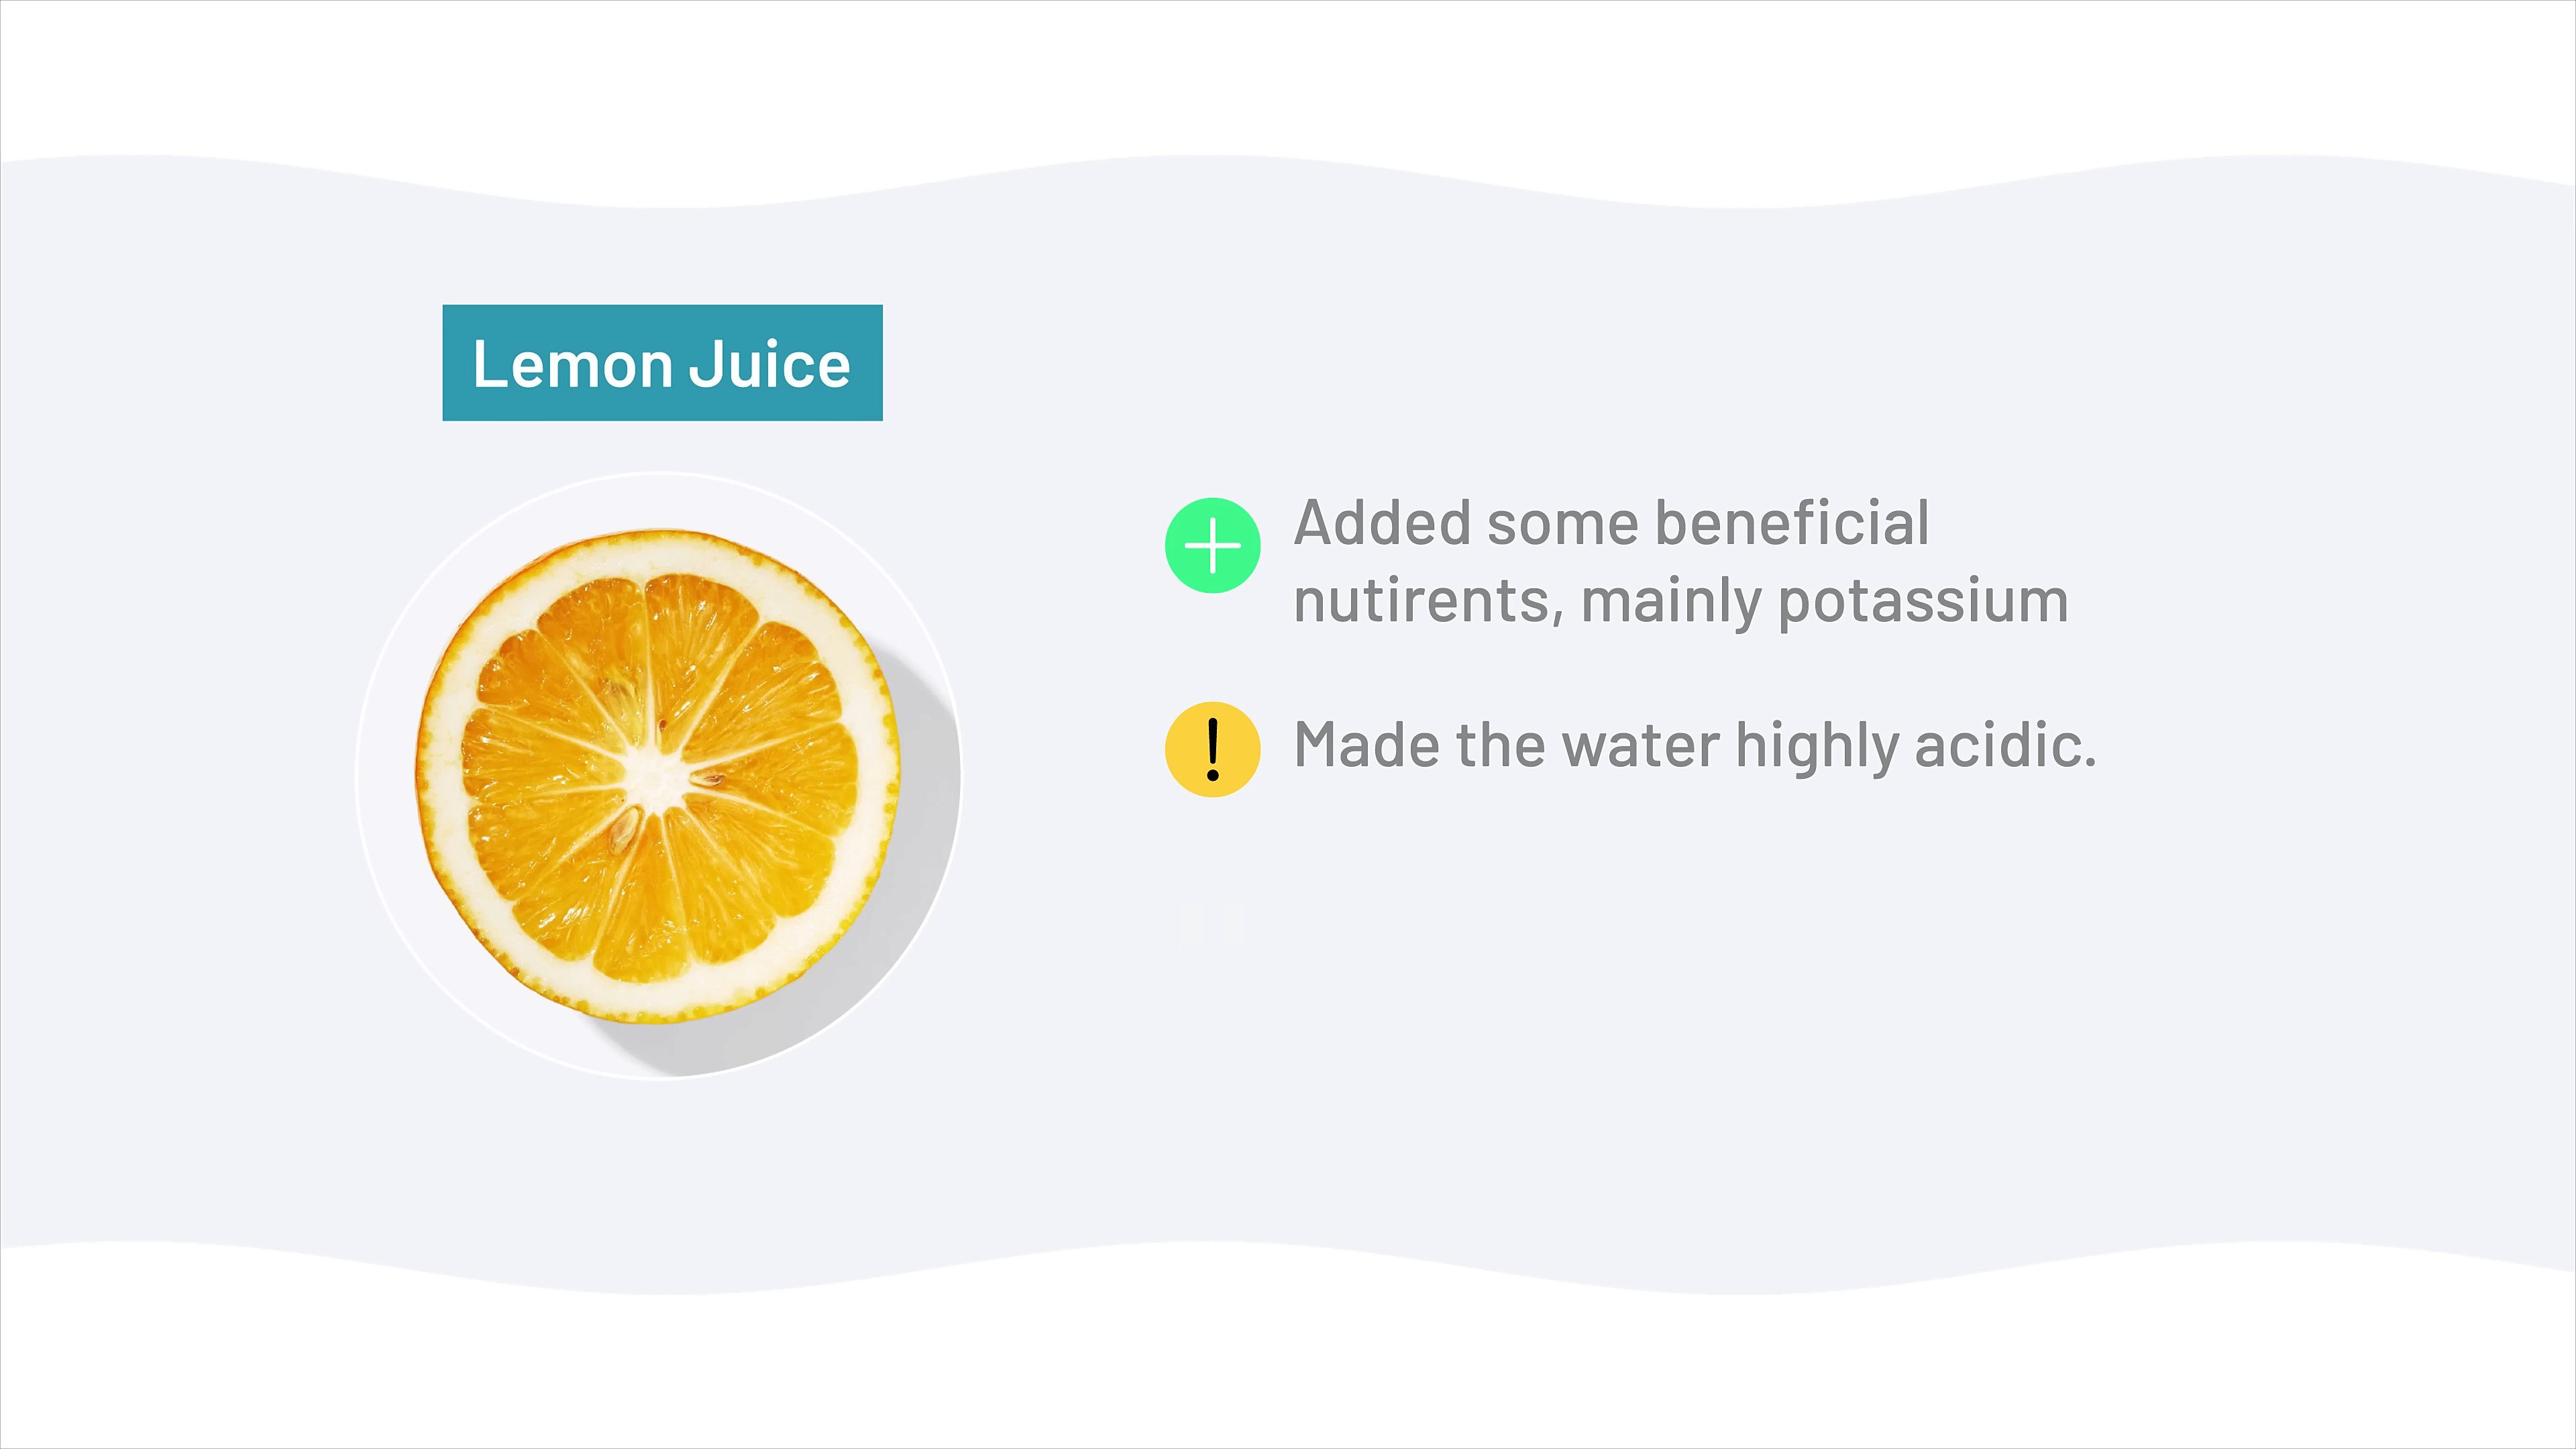 Lemon Juice
Added some beneficial
nutirents, mainly potassium
Made the water highly acidic.